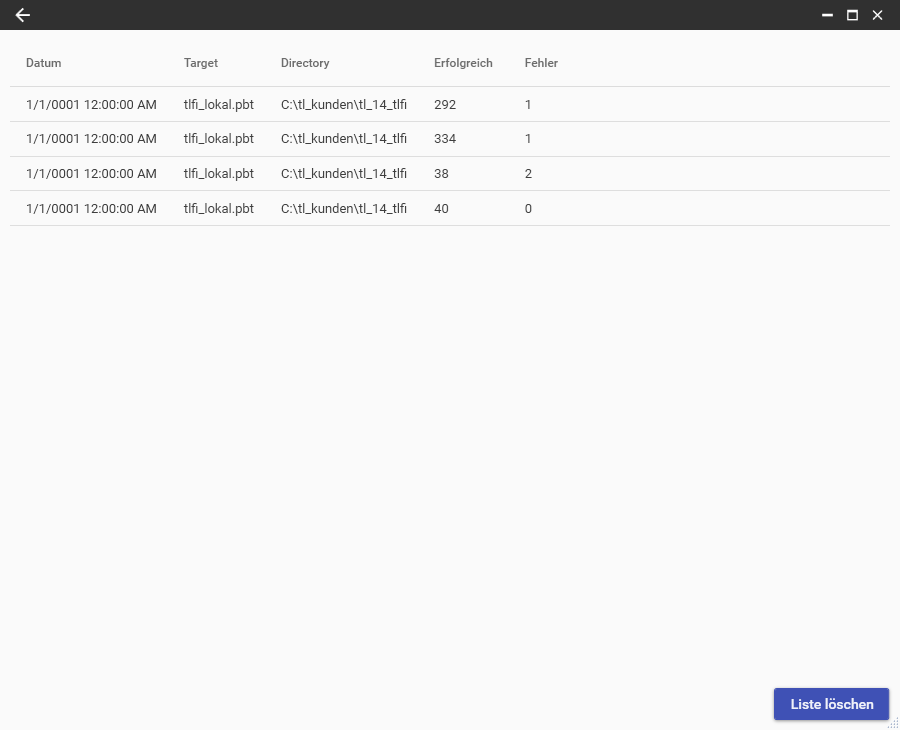 Datum Target Directory Erfolgreich Fehler
1/1/0001 12:00:00 AM tlfi_lokal.pbt C:\tl_kunden\tl_14_tlfi 292 1
1/1/0001 12:00:00 AM tlfi_lokal.pbt C:\tl_kunden\tl_14_tlfi 334 1
1/1/0001 12:00:00 AM tlfi_lokal.pbt C:\tl_kunden\tl_14_tlfi 38 2
1/1/0001 12:00:00 AM tlfi_lokal.pbt C:\tl_kunden\tl_14_tlfi 40 0
Liste löschen